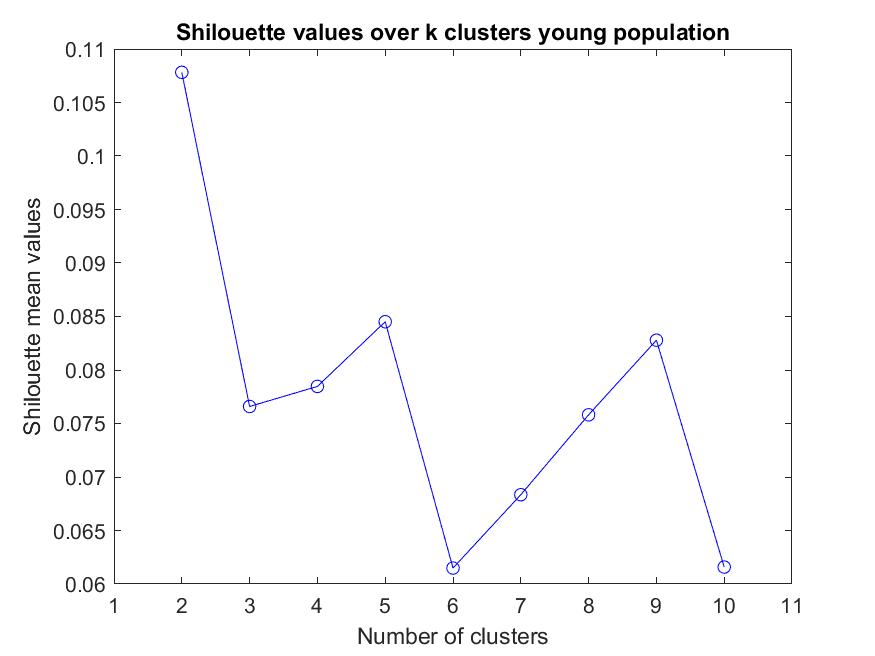 Shilouette values over k clusters young population
0.11
0.105
0.1
0.095
0.09
0.085
0.08
0.075
0.07
0.065
0.06
Shilouette mean values
1 2 3 4 5 6 7 8 9 10 11
Number of clusters